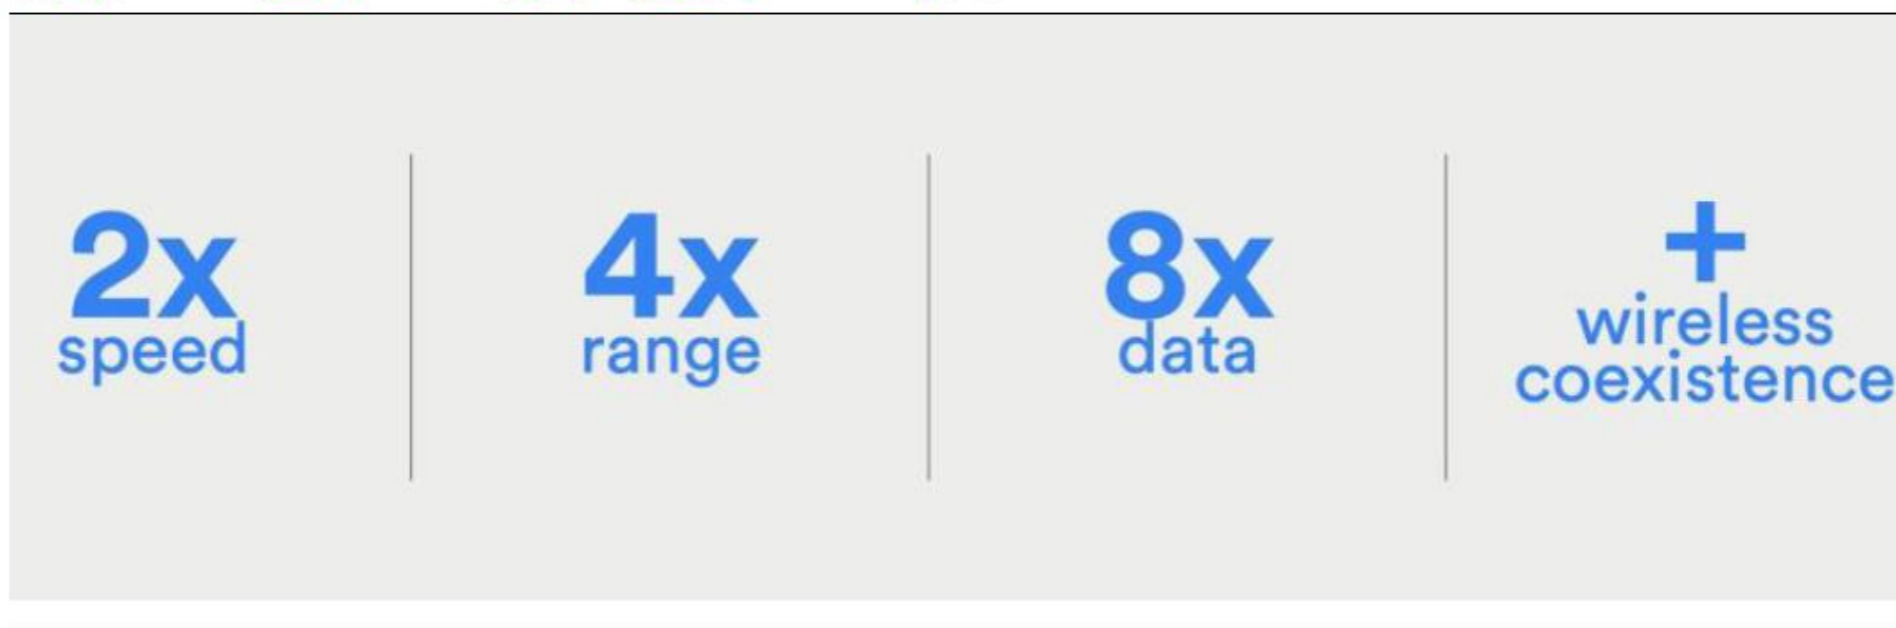 2x
speed
4x
range
8x
data
+
wireless
coexistence